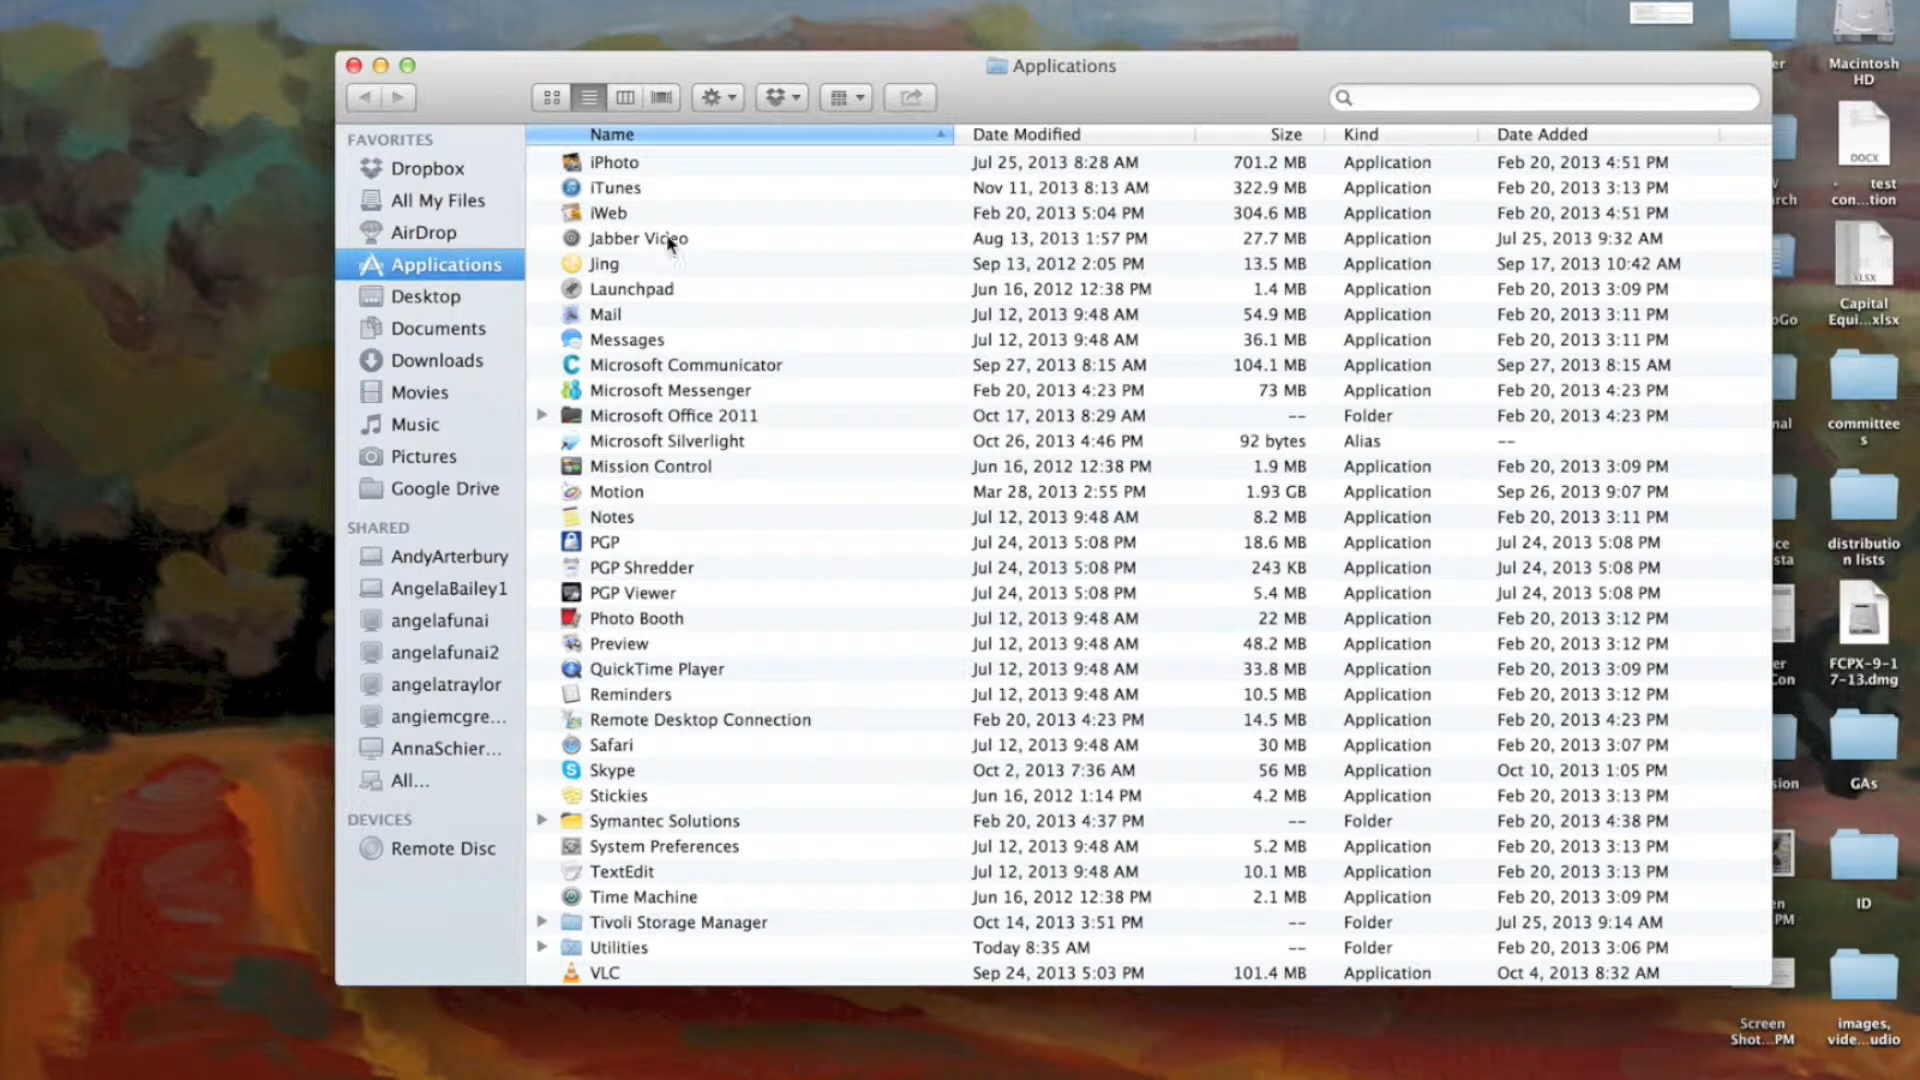 Applications
FAVORITES
Dropbox
All My Files
AirDrop
Applications
Desktop
Documents
Downloads
Movies
Music
Pictures
Google Drive
SHARED
AndyArterbury
AngelaBailey1
angelafunai
angelafunai2
angelatraylor
angiemcgre...
AnnaSchier...
All...
DEVICES
Remote Disc
Name Date Modified Size Kind Date Added
iPhoto Jul 25, 2013 8:28 AM 701.2 MB Application Feb 20, 2013 4:51 PM
iTunes Nov 11, 2013 8:13 AM 322.9 MB Application Feb 20, 2013 3:13 PM
iWeb Feb 20, 2013 5:04 PM 304.6 MB Application Feb 20, 2013 4:51 PM
Jabber Video Aug 13, 2013 1:57 PM 27.7 MB Application Jul 25, 2013 9:32 AM
Jing Sep 13, 2012 2:05 PM 13.5 MB Application Sep 17, 2013 10:42 AM
Launchpad Jun 16, 2012 12:38 PM 1.4 MB Application Feb 20, 2013 3:09 PM
Mail Jul 12, 2013 9:48 AM 54.9 MB Application Feb 20, 2013 3:11 PM
Messages Jul 12, 2013 9:48 AM 36.1 MB Application Feb 20, 2013 3:11 PM
Microsoft Communicator Sep 27, 2013 8:15 AM 104.1 MB Application Sep 27, 2013 8:15 AM
Microsoft Messenger Feb 20, 2013 4:23 PM 73 MB Application Feb 20, 2013 4:23 PM
Microsoft Office 2011 Oct 17, 2013 8:29 AM -- Folder Feb 20, 2013 4:23 PM
Microsoft Silverlight Oct 26, 2013 4:46 PM 92 bytes Alias --
Mission Control Jun 16, 2012 12:38 PM 1.9 MB Application Feb 20, 2013 3:09 PM
Motion Mar 28, 2013 2:55 PM 1.93 GB Application Sep 26, 2013 9:07 PM
Notes Jul 12, 2013 9:48 AM 8.2 MB Application Feb 20, 2013 3:11 PM
PGP Jul 24, 2013 5:08 PM 18.6 MB Application Jul 24, 2013 5:08 PM
PGP Shredder Jul 24, 2013 5:08 PM 243 KB Application Jul 24, 2013 5:08 PM
PGP Viewer Jul 24, 2013 5:08 PM 5.4 MB Application Jul 24, 2013 5:08 PM
Photo Booth Jul 12, 2013 9:48 AM 22 MB Application Feb 20, 2013 3:12 PM
Preview Jul 12, 2013 9:48 AM 48.2 MB Application Feb 20, 2013 3:12 PM
QuickTime Player Jul 12, 2013 9:48 AM 33.8 MB Application Feb 20, 2013 3:09 PM
Reminders Jul 12, 2013 9:48 AM 10.5 MB Application Feb 20, 2013 3:12 PM
Remote Desktop Connection Feb 20, 2013 4:23 PM 14.5 MB Application Feb 20, 2013 4:23 PM
Safari Jul 12, 2013 9:48 AM 30 MB Application Feb 20, 2013 3:07 PM
Skype Oct 2, 2013 7:36 AM 56 MB Application Oct 10, 2013 1:05 PM
Stickies Jun 16, 2012 1:14 PM 4.2 MB Application Feb 20, 2013 3:13 PM
Symantec Solutions Feb 20, 2013 4:37 PM -- Folder Feb 20, 2013 4:38 PM
System Preferences Jul 12, 2013 9:48 AM 5.2 MB Application Feb 20, 2013 3:13 PM
TextEdit Jul 12, 2013 9:48 AM 10.1 MB Application Feb 20, 2013 3:13 PM
Time Machine Jun 16, 2012 12:38 PM 2.1 MB Application Feb 20, 2013 3:09 PM
Tivoli Storage Manager Oct 14, 2013 3:51 PM -- Folder Jul 25, 2013 9:14 AM
Utilities Today 8:35 AM -- Folder Feb 20, 2013 3:06 PM
VLC Sep 24, 2013 5:03 PM 101.4 MB Application Oct 4, 2013 8:32 AM
Macintosh
HD
DOCX
test
con...tion
XLSX
Capital
Equi...xlsx
committee
s
distributio
n lists
FCPX-9-1
7-13.dmg
GAs
ID
Screen
Shot...PM
images,
vide...udio